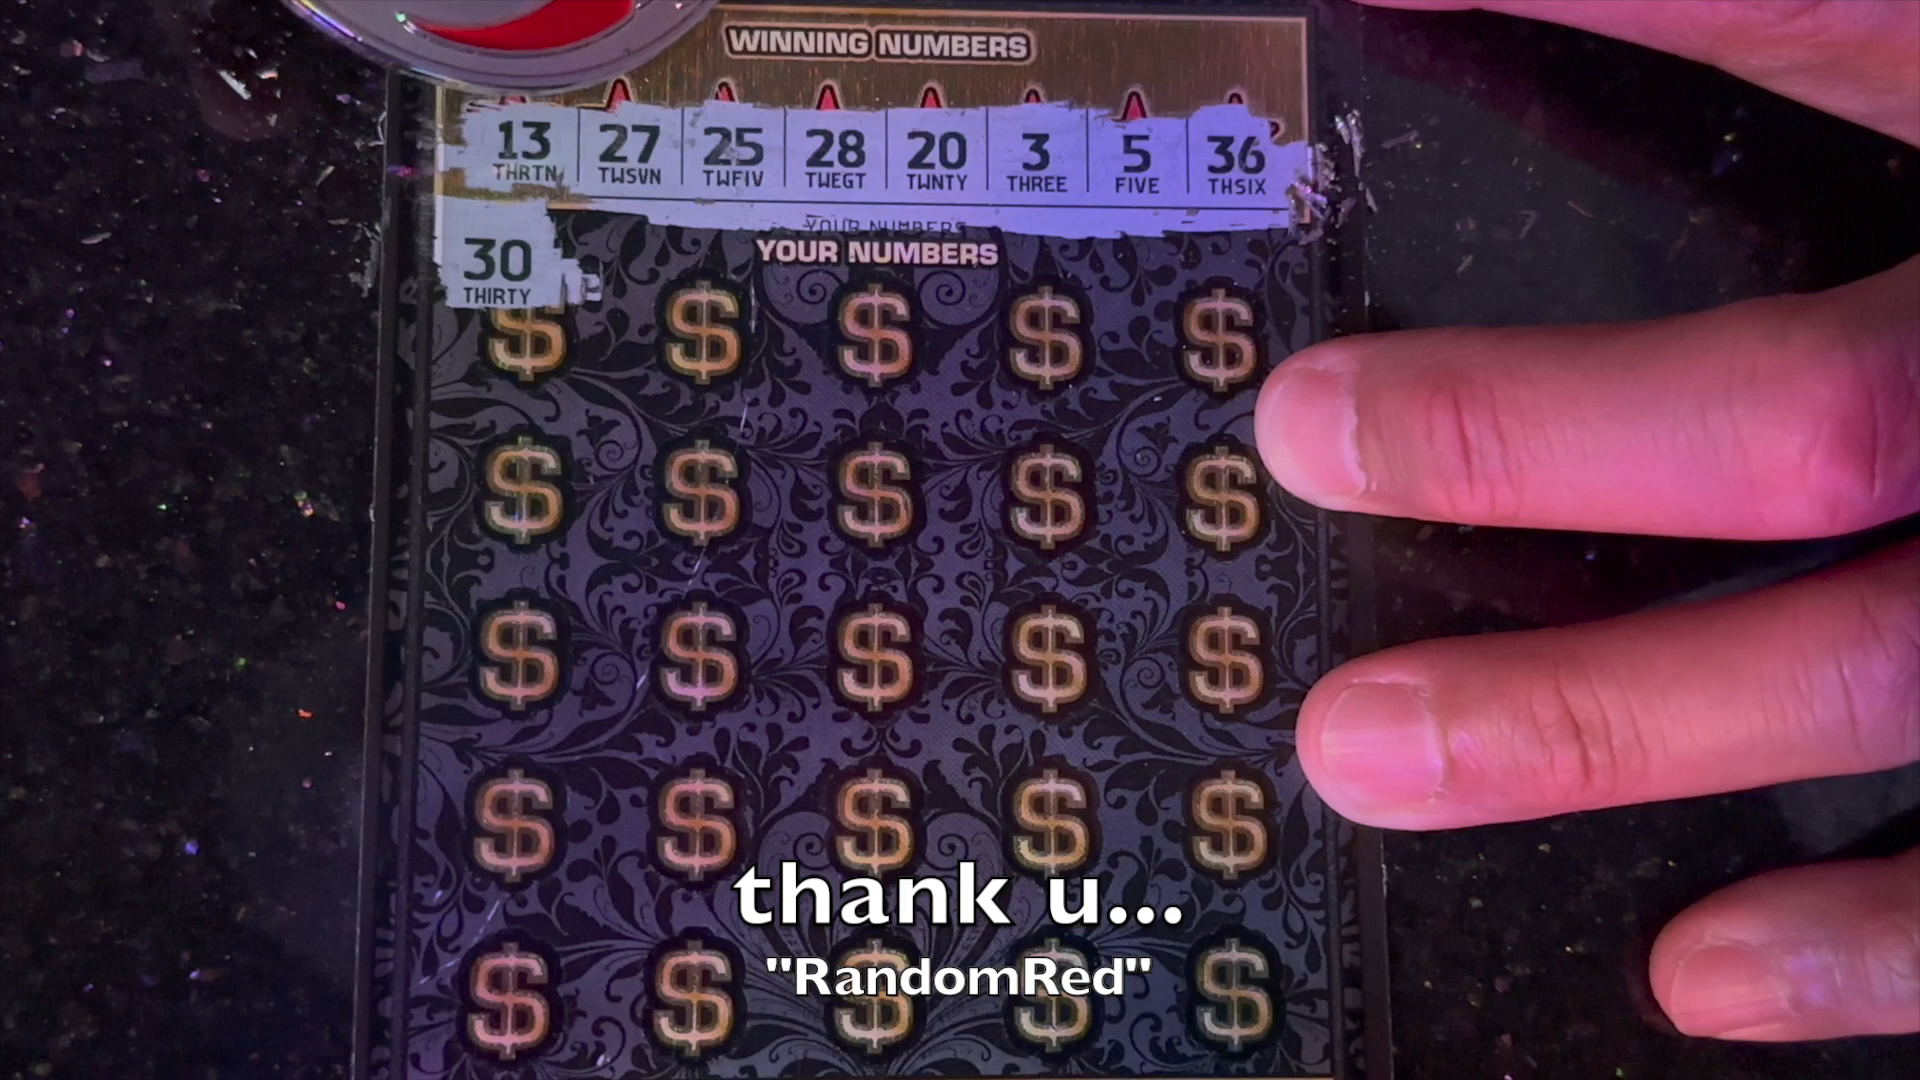 WINNING NUMBERS
13 27 25 28 20 3 5 36
THRTN TWSVN TWFIV TWEGT TWNTY THREE FIVE THSIX
YOUR NUMBERS
YOUR NUMBERS
30
THIRTY
$ $ $ $ $
$ $ $ $ $
$ $ $ $ $
$ $ $ $ $
thank u...
$ $ $ $ $
"RandomRed"